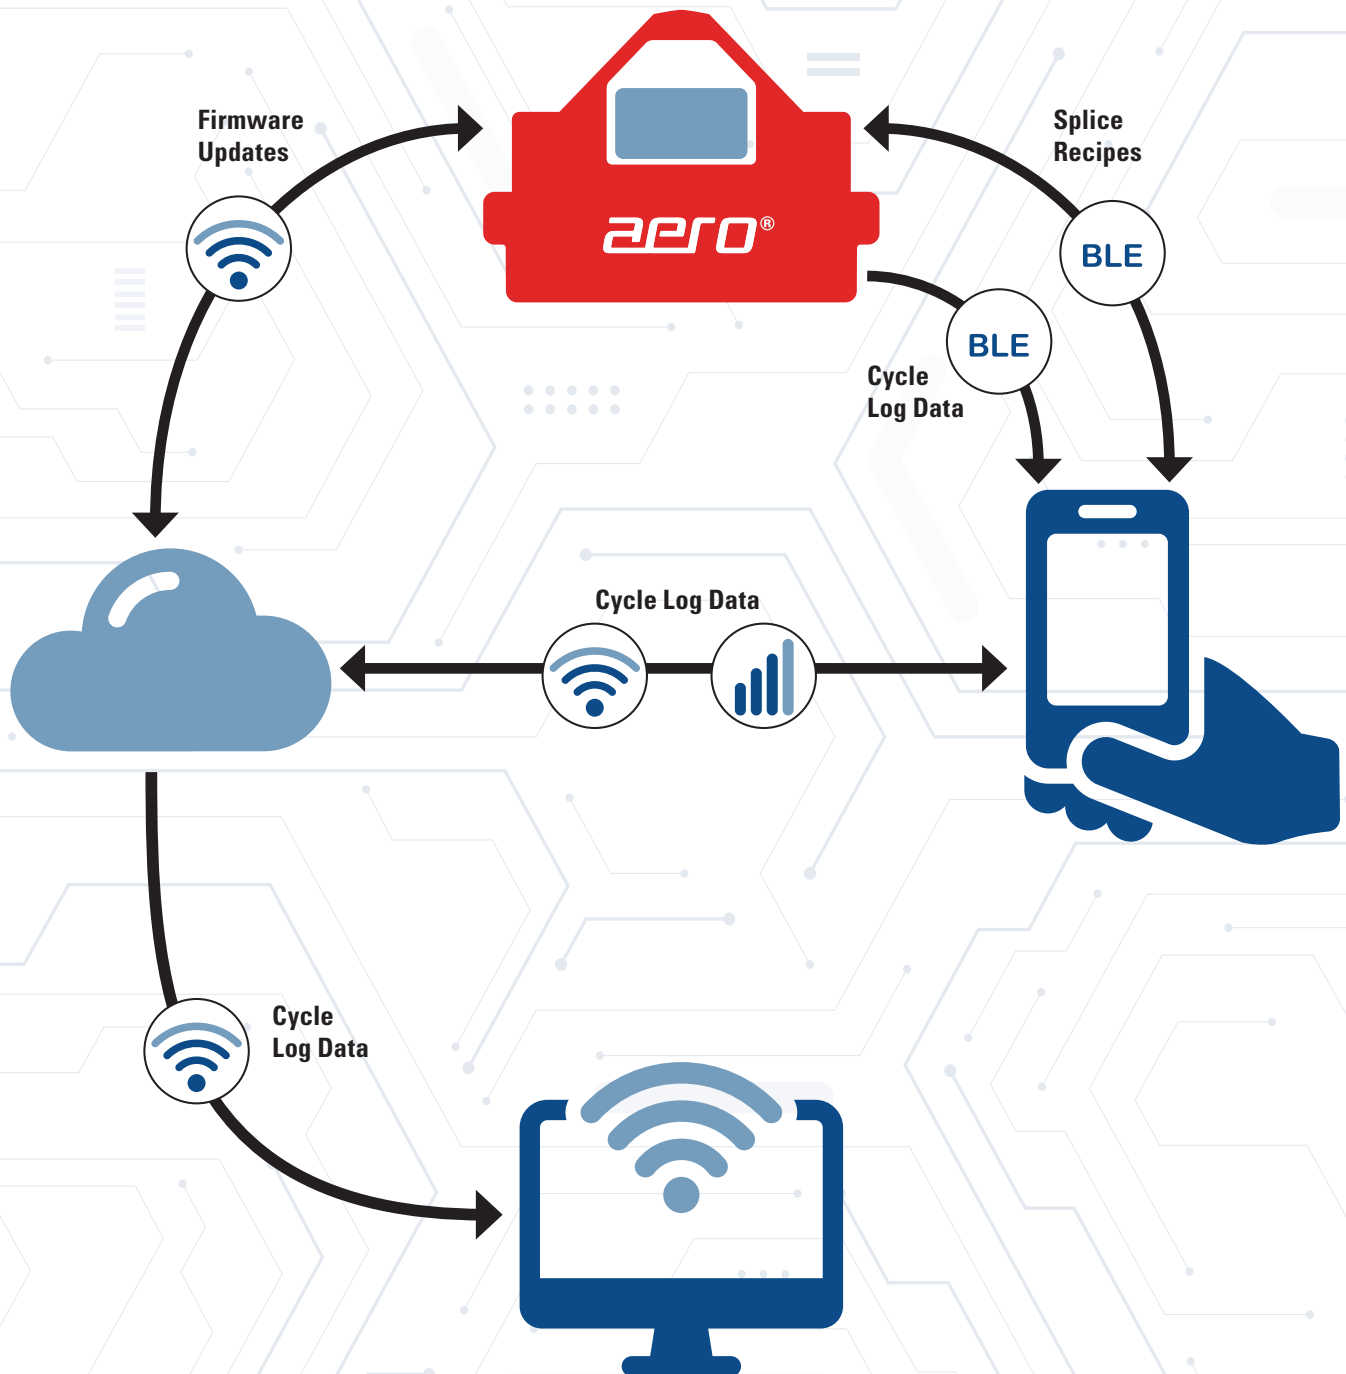 Firmware
Updates
Splice
Recipes
aero®
BLE
BLE
Cycle
Log Data
Cycle Log Data
Cycle
Log Data